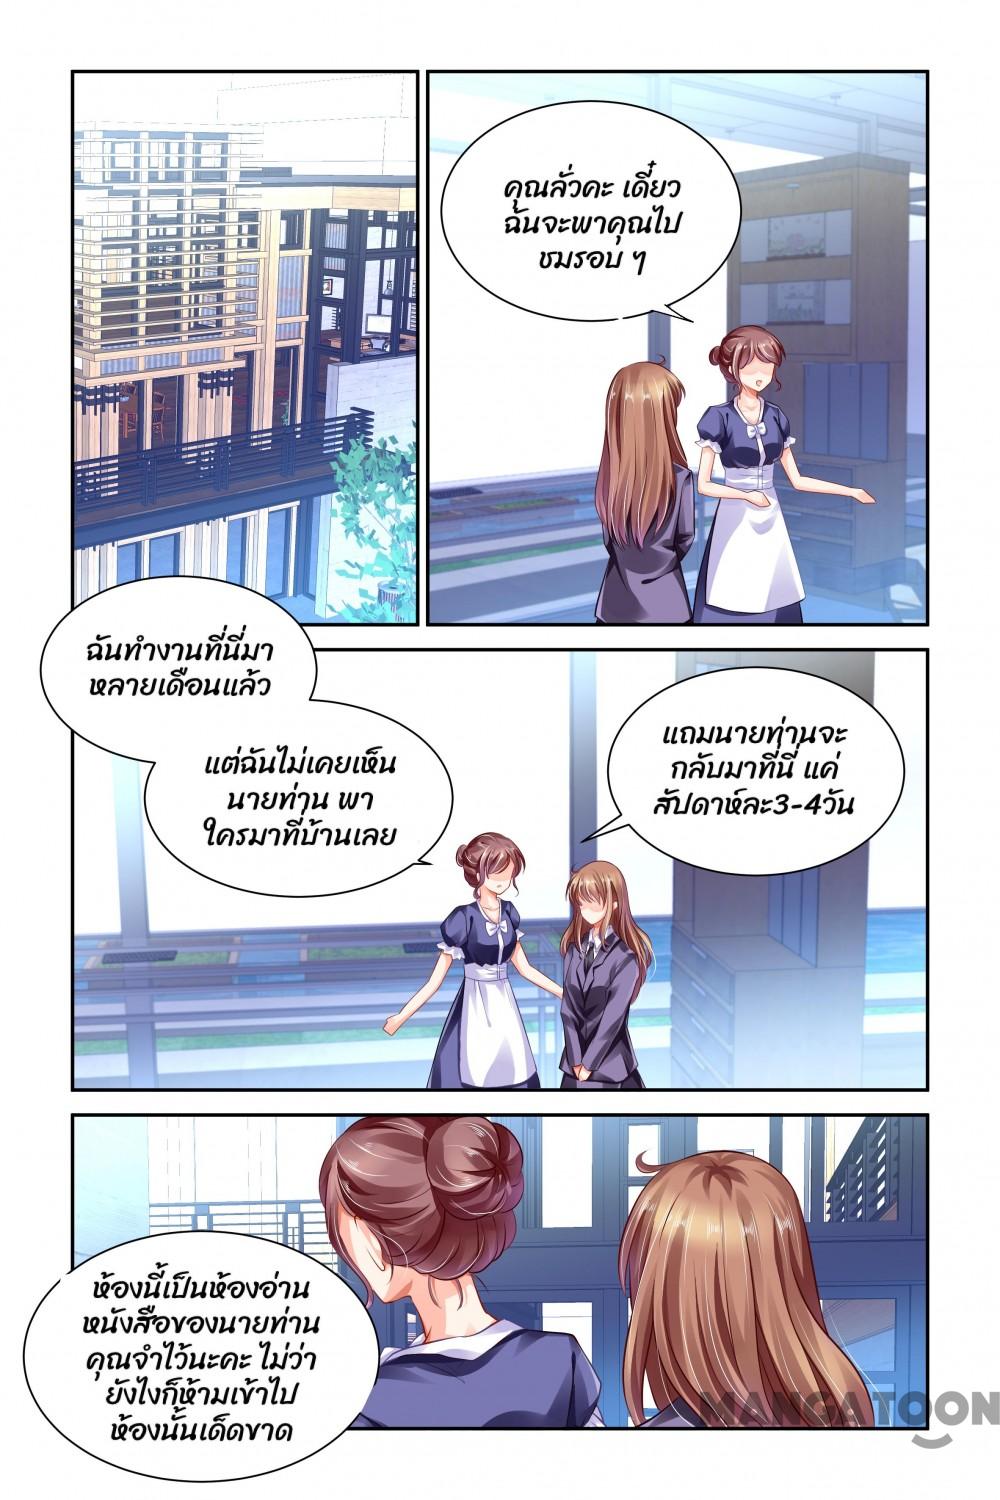 คุณลั่วคะ เดี๋ยว
ฉันจะพาคุณไป
ชมรอบ ๆ
ฉันทำงานที่นี่มา
หลายเดือนแล้ว
แต่ฉันไม่เคยเห็น
นายท่าน พา
ใครมาที่บ้านเลย
แถมนายท่านจะ
กลับมาที่นี่ แค่
สัปดาห์ละ3-4วัน
ห้องนี้เป็นห้องอ่าน
หนังสือของนายท่าน
คุณจำไว้นะคะ ไม่ว่า
ยังไงก็ห้ามเข้าไป
ห้องนั้นเด็ดขาด
MANGATOON